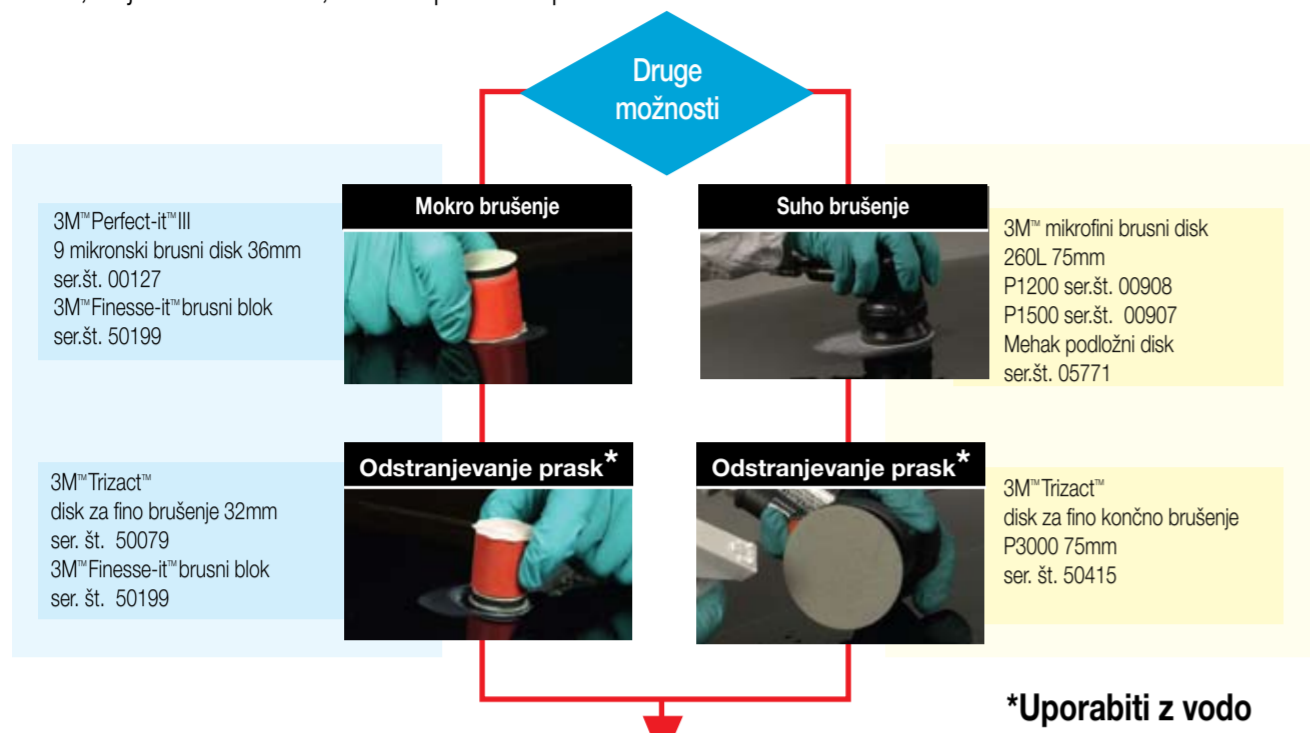 Druge
možnosti
Mokro brušenje
3M™Perfect-it™III
9 mikronski brusni disk 36mm
ser.št. 00127
3M™Finesse-it™brusni blok
ser.št. 50199
Suho brušenje
3M™ mikrofini brusni disk
260L 75mm
P1200 ser.št. 00908
P1500 ser.št. 00907
Mehak podložni disk
ser.št. 05771
Odstranjevanje prask*
3M™Trizact™
disk za fino brušenje 32mm
ser. št. 50079
3M™Finesse-it™brusni blok
ser. št. 50199
Odstranjevanje prask*
3M™Trizact™
disk za fino končno brušenje
P3000 75mm
ser. št. 50415
*Uporabiti z vodo